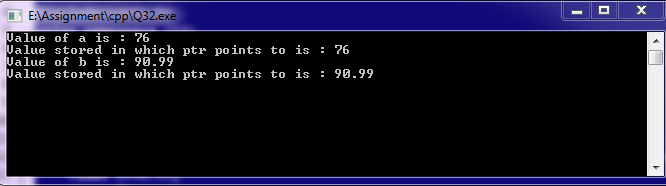 E:\Assignment\cpp\Q32.exe
Value of a is : 76
Value stored in which ptr points to is : 76
Value of b is : 90.99
Value stored in which ptr points to is : 90.99